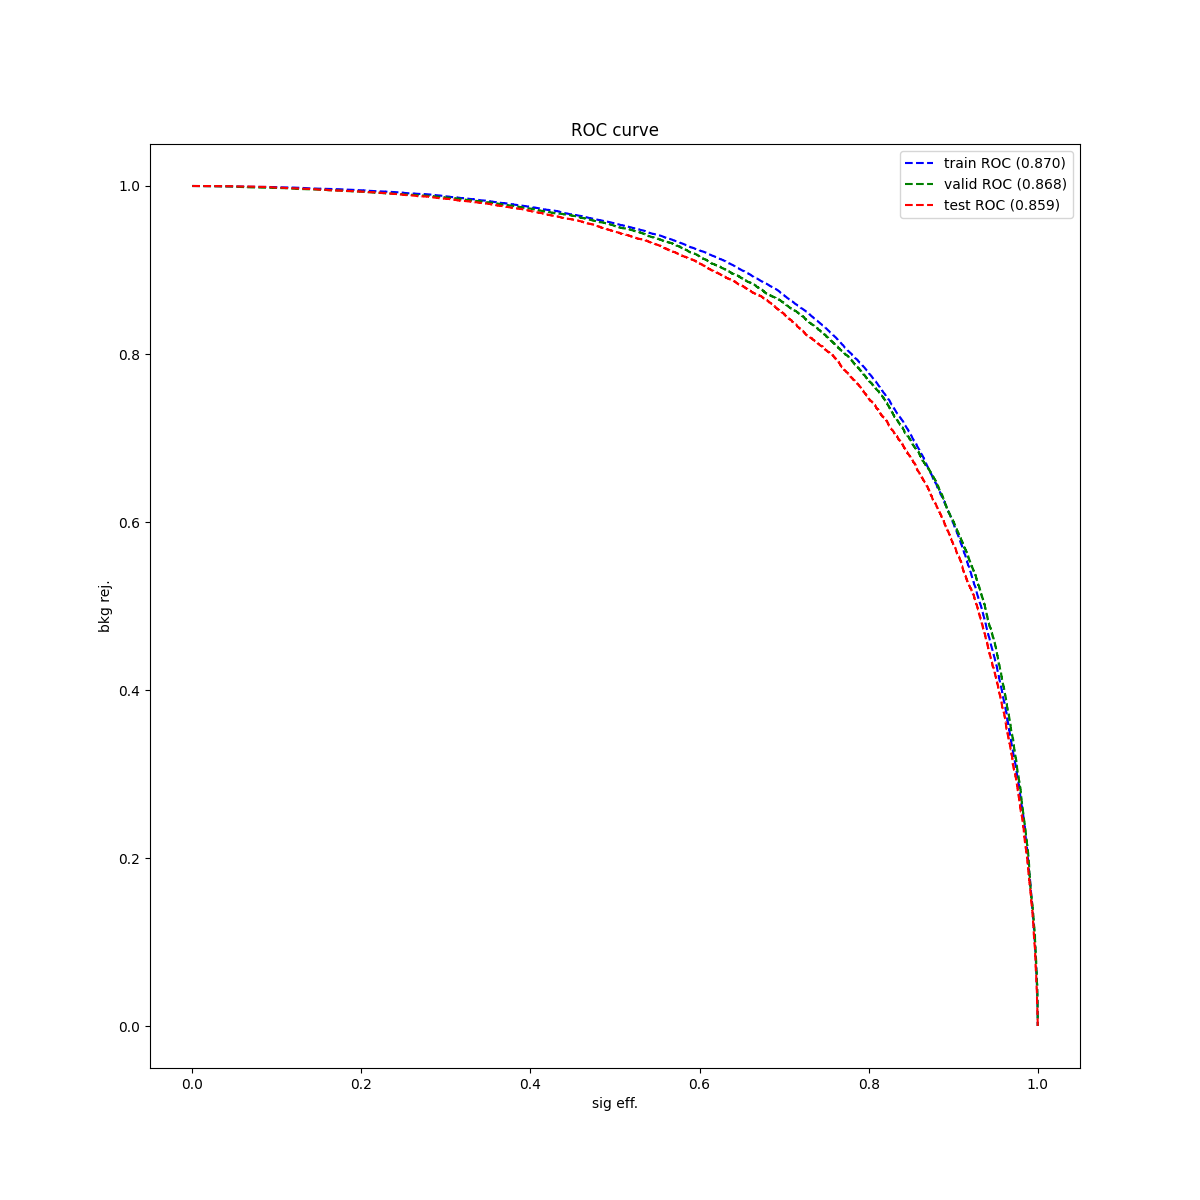 ROC curve
train ROC (0.870)
valid ROC (0.868)
test ROC (0.859)
1.0
0.8
0.6
0.4
0.2
0.0
bkg rej.
0.0 0.2 0.4 0.6 0.8 1.0
sig eff.